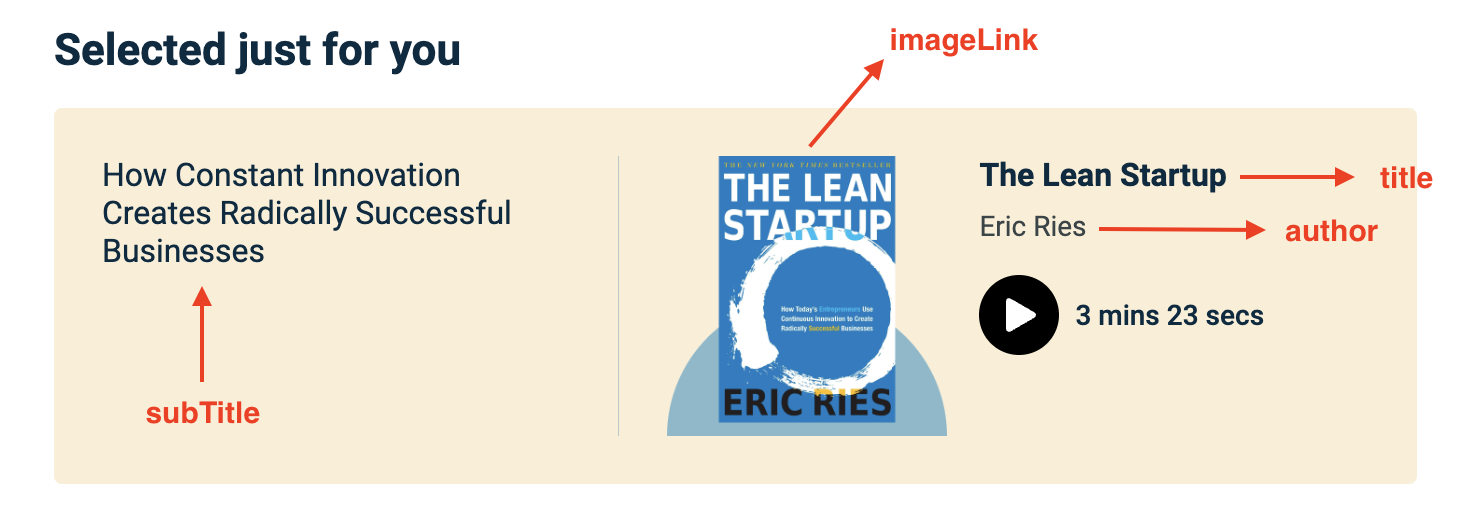 Selected just for you
imageLink
How Constant Innovation
Creates Radically Successful
Businesses
subTitle
THE NEW YORK TIMES BESTSELLER
THE LEAN
STARTUP
How Today's Entrepreneurs Use
Continuous Innovation to Create
Radically Successful Businesses
ERIC RIES
The Lean Startup
title
Eric Ries
author
3 mins 23 secs